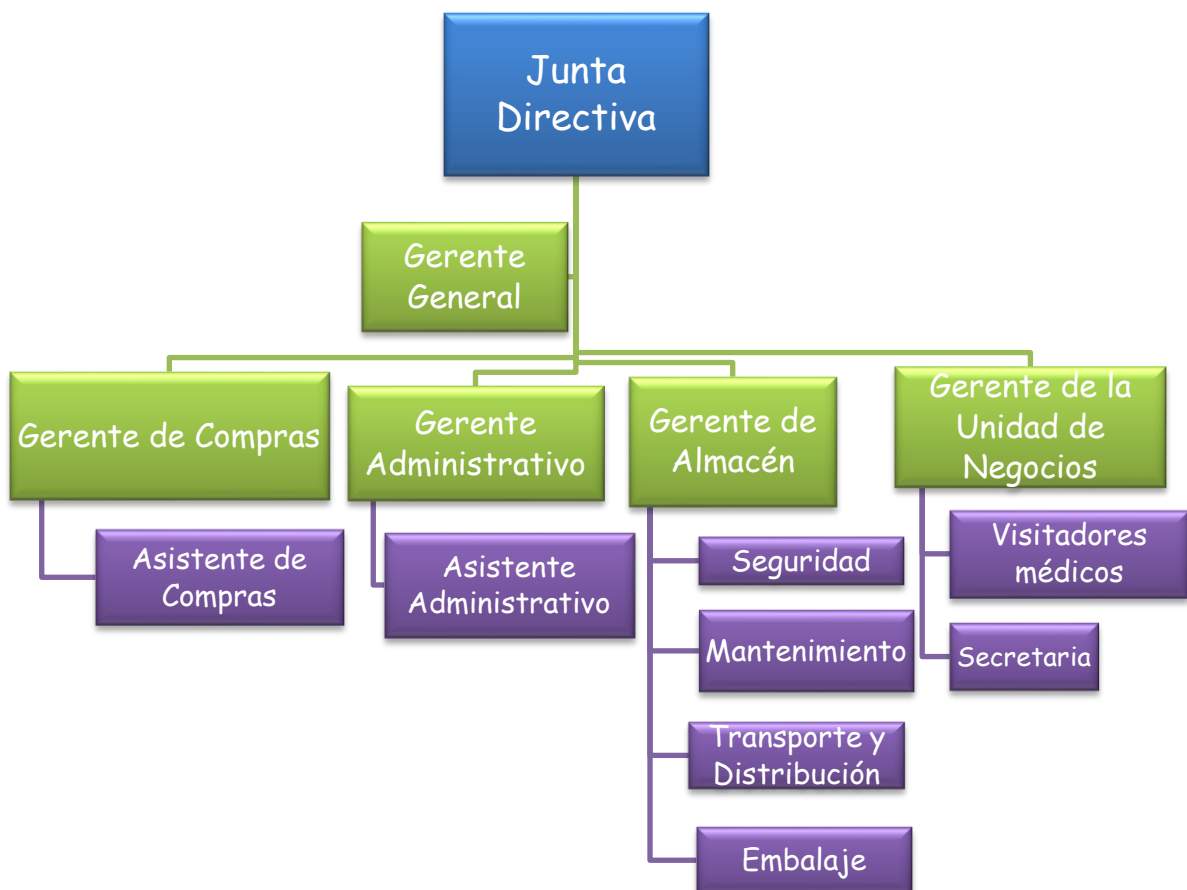 Junta
Directiva
Gerente
General
Gerente de Compras
Asistente de
Compras
Gerente
Administrativo
Asistente
Administrativo
Gerente de
Almacén
Seguridad
Mantenimiento
Transporte y
Distribución
Embalaje
Gerente de la
Unidad de
Negocios
Visitadores
médicos
Secretaria